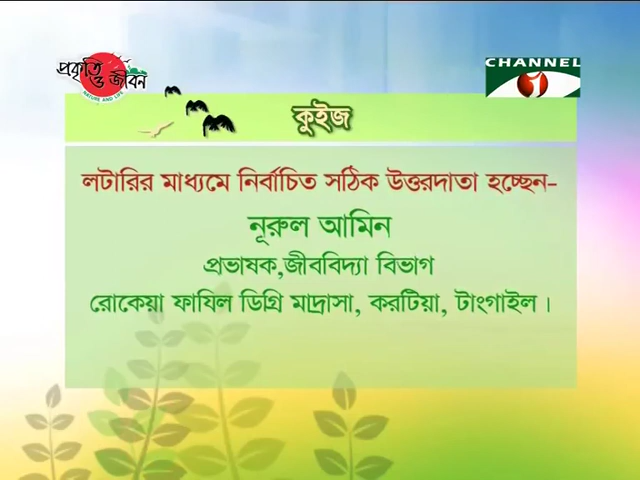 প্রকৃতি ও জীবন
NATURE AND LIFE
CHANNEL
কুইজ
লটারির মাধ্যমে নির্বাচিত সঠিক উত্তরদাতা হচ্ছেন-
নূরুল আমিন
প্রভাষক,জীববিদ্যা বিভাগ
রোকেয়া ফাযিল ডিগ্রি মাদ্রাসা, করটিয়া, টাংগাইল।